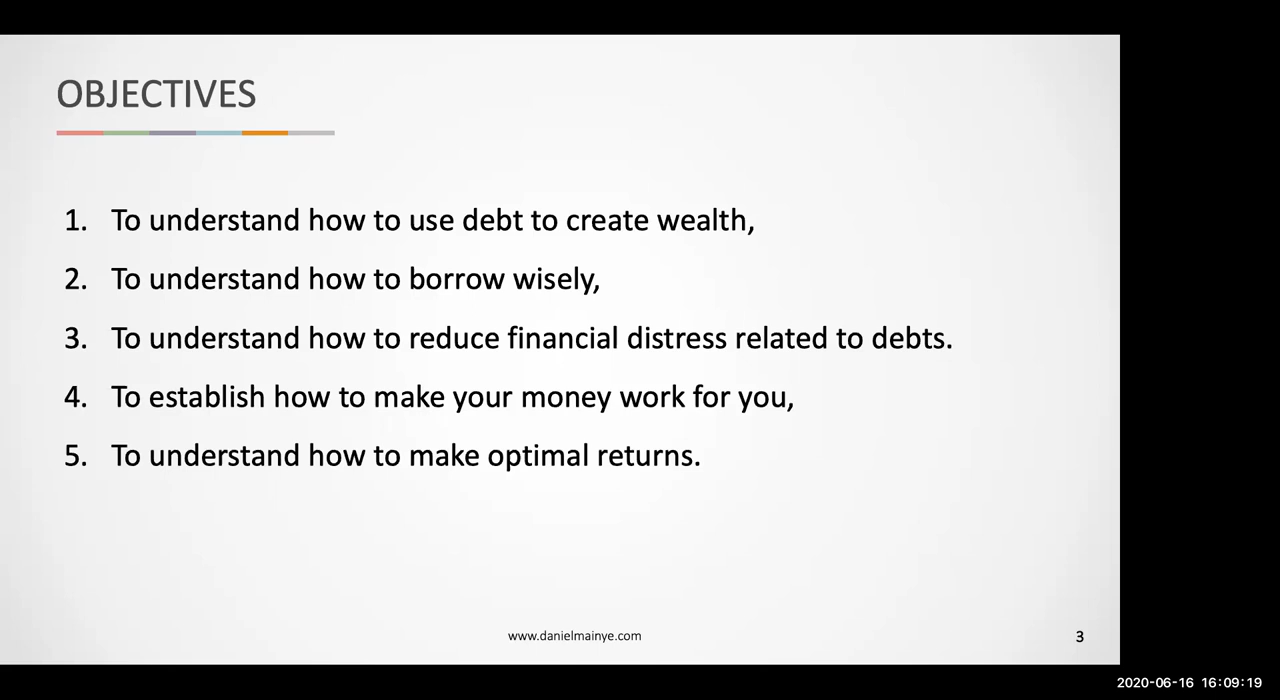 OBJECTIVES
1. To understand how to use debt to create wealth,
2. To understand how to borrow wisely,
3. To understand how to reduce financial distress related to debts.
4. To establish how to make your money work for you,
5. To understand how to make optimal returns.
www.danielmainye.com
3
2020-06-16 16:09:19